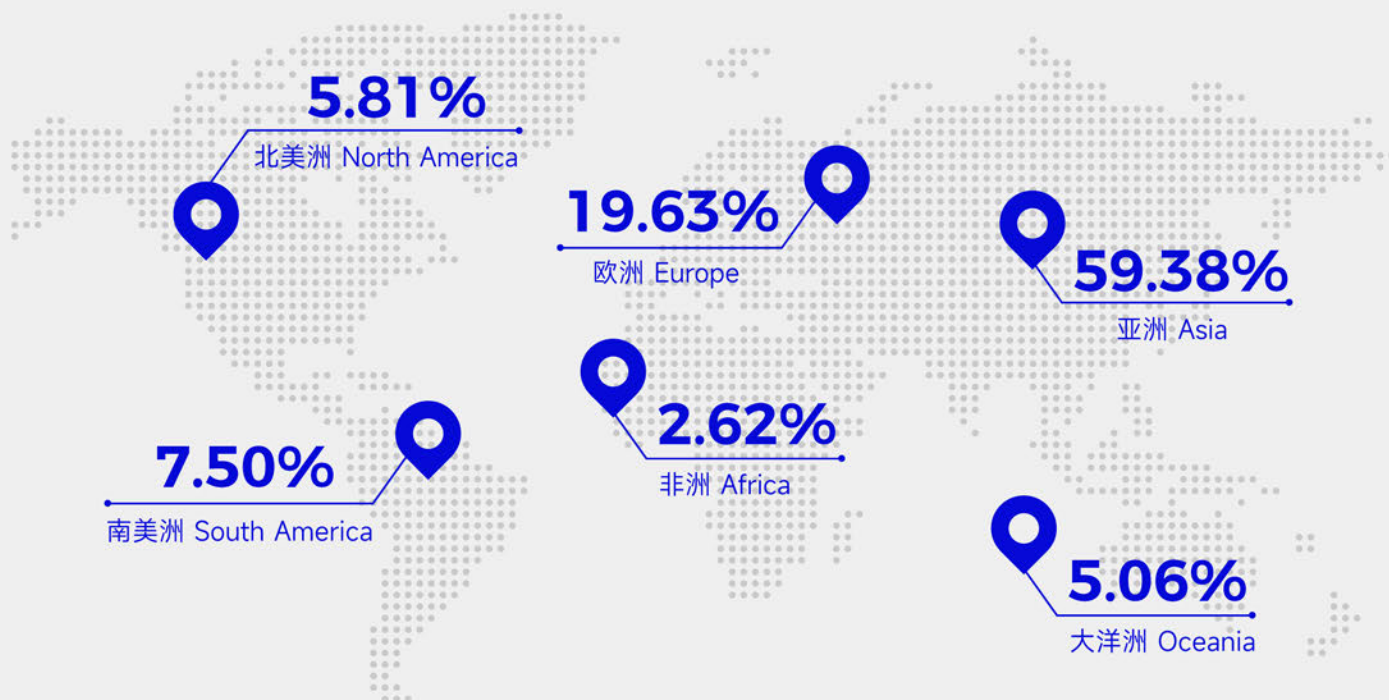 5.81%
北美洲 North America
19.63%
欧洲 Europe
59.38%
亚洲 Asia
2.62%
非洲 Africa
7.50%
南美洲 South America
5.06%
大洋洲 Oceania